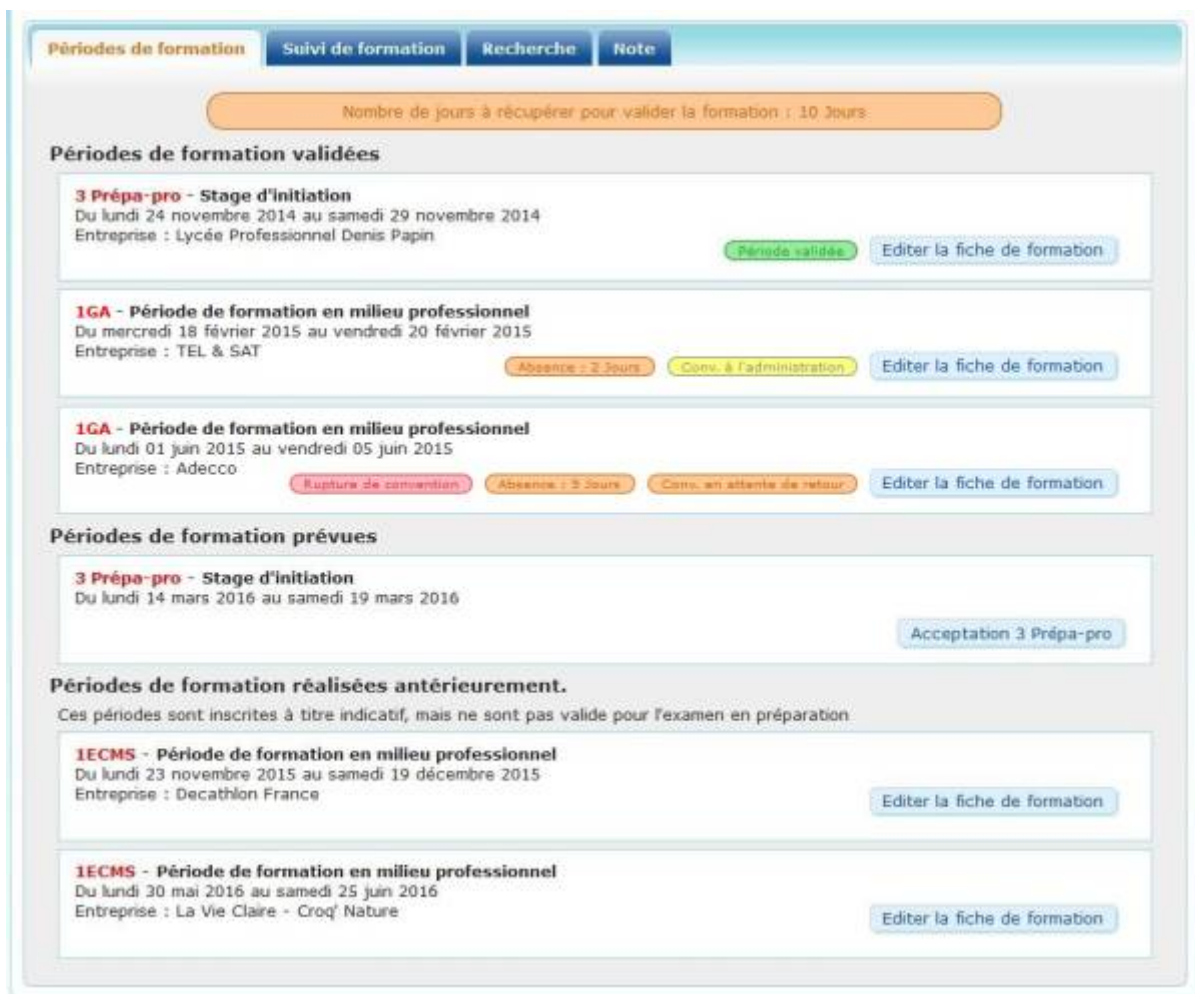 Périodes de formation Suivi de formation Recherche Note
Nombre de jours à récupérer pour valider la formation : 10 Jours
Périodes de formation validées
3 Prépa-pro - Stage d'initiation
Du lundi 24 novembre 2014 au samedi 29 novembre 2014
Entreprise : Lycée Professionnel Denis Papin
Période validée Editer la fiche de formation
1GA - Période de formation en milieu professionnel
Du mercredi 18 février 2015 au vendredi 20 février 2015
Entreprise : TEL & SAT
Absence : 2 Jours Conv. à l'administration Editer la fiche de formation
1GA - Période de formation en milieu professionnel
Du lundi 01 juin 2015 au vendredi 05 juin 2015
Entreprise : Adecco
Rupture de convention Absence : Jours Conv. en attente de retour Editer la fiche de formation
Périodes de formation prévues
3 Prépa-pro - Stage d'initiation
Du lundi 14 mars 2016 au samedi 19 mars 2016
Acceptation 3 Prépa-pro
Périodes de formation réalisées antérieurement.
Ces périodes sont inscrites à titre indicatif, mais ne sont pas valide pour l'examen en préparation
1ECMS - Période de formation en milieu professionnel
Du lundi 23 novembre 2015 au samedi 19 décembre 2015
Entreprise : Decathlon France
Editer la fiche de formation
1ECMS - Période de formation en milieu professionnel
Du lundi 30 mai 2016 au samedi 25 juin 2016
Entreprise : La Vie Claire - Croq' Nature
Editer la fiche de formation